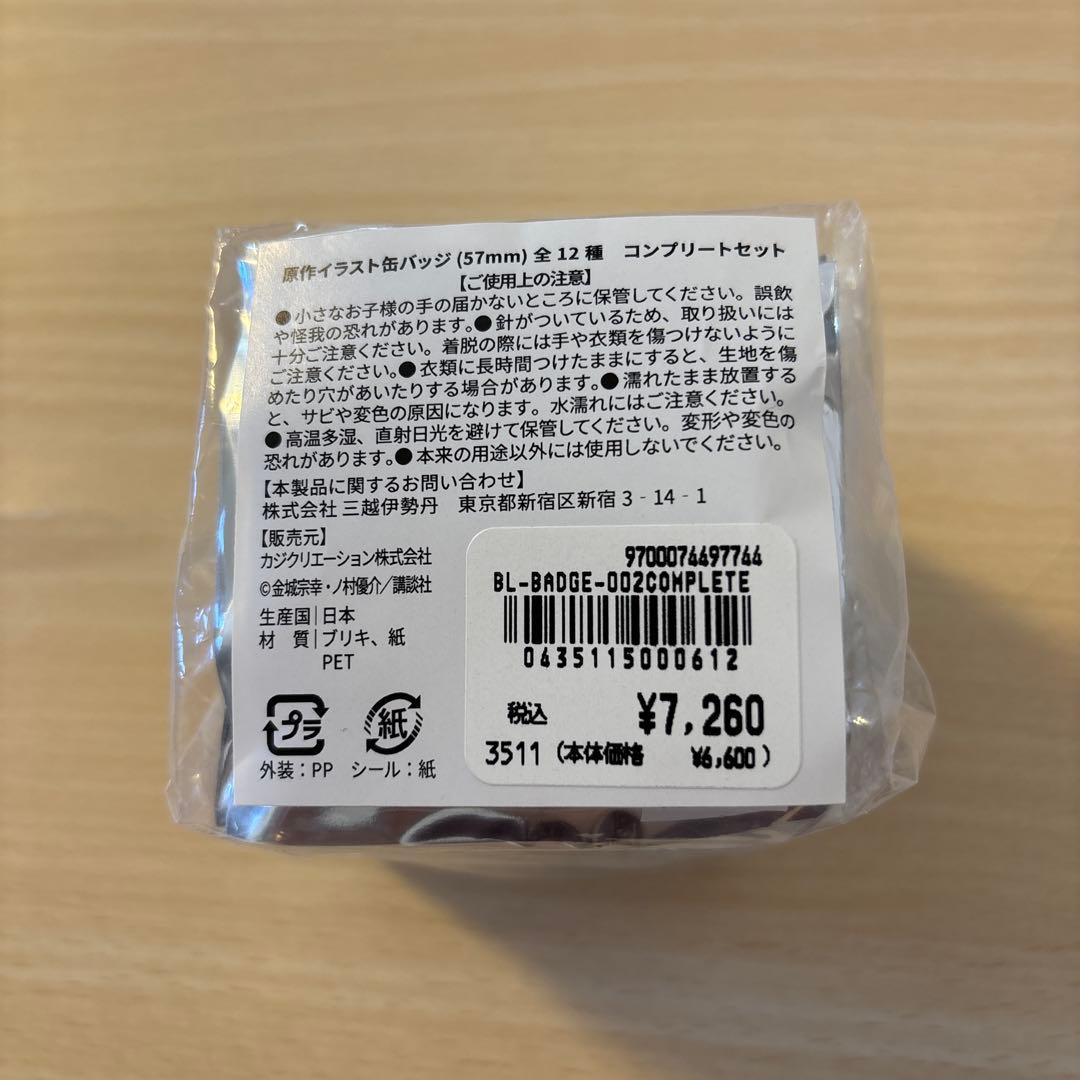 原作イラスト缶バッジ (57mm) 全 12 種　コンプリートセット
【ご使用上の注意】
●小さなお子様の手の届かないところに保管してください。誤飲
や怪我の恐れがあります。●針がついているため、取り扱いには
十分ご注意ください。着脱の際には手や衣類を傷つけないように
ご注意ください。●衣類に長時間つけたままにすると、生地を傷
めたり穴があいたりする場合があります。●濡れたまま放置する
と、サビや変色の原因になります。水濡れにはご注意ください。
●高温多湿、直射日光を避けて保管してください。変形や変色の
恐れがあります。●本来の用途以外には使用しないでください。
【本製品に関するお問い合わせ】
株式会社 三越伊勢丹　東京都新宿区新宿 3 - 14 - 1
【販売元】
カジクリエーション株式会社
©金城宗幸・ノ村優介／講談社
生産国｜日本
材　質｜ブリキ、紙
PET
プラ
紙
外装：PP　シール：紙
9700074497744
BL-BADGE-002COMPLETE
0435115000612
税込　¥7,260
3511 (本体価格　¥6,600)